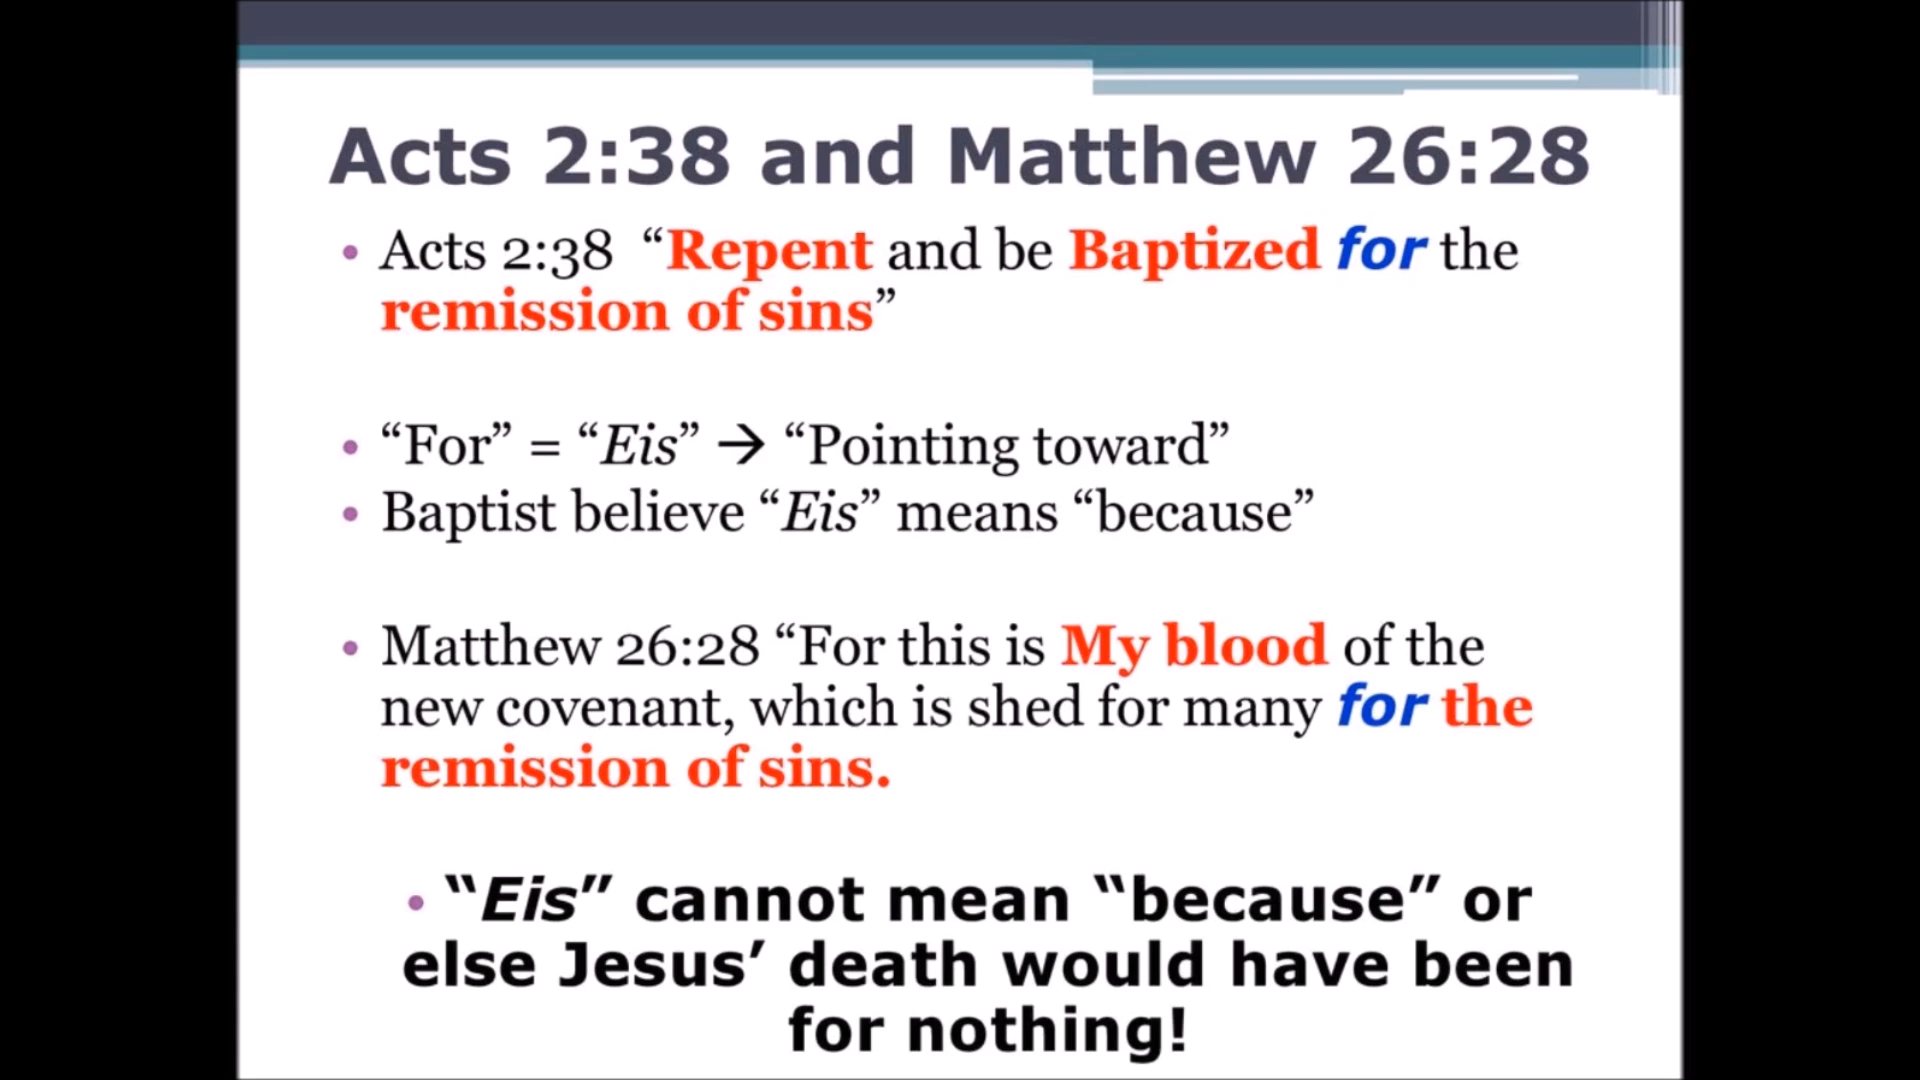 Acts 2:38 and Matthew 26:28
• Acts 2:38 “Repent and be Baptized for the
remission of sins”
• “For” = “Eis” → “Pointing toward”
• Baptist believe “Eis” means “because”
• Matthew 26:28 “For this is My blood of the
new covenant, which is shed for many for the
remission of sins.
• “Eis” cannot mean “because” or
else Jesus’ death would have been
for nothing!